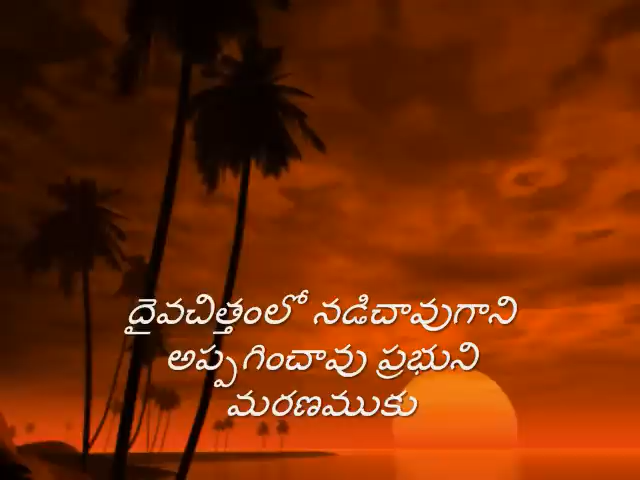 దైవచిత్తంలో నడిచావుగాని
అప్పగించావు ప్రభుని
మరణముకు